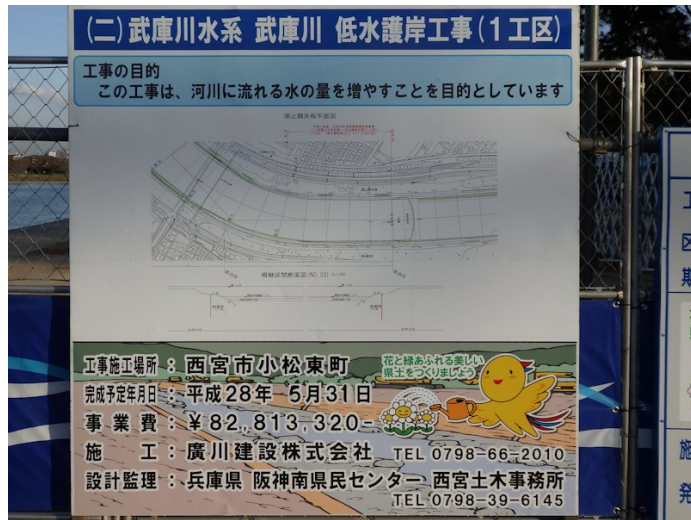 (二)武庫川水系 武庫川 低水護岸工事(1工区)
工事の目的
この工事は、河川に流れる水の量を増やすことを目的としています
花と緑あふれる美しい
県土をつくりましょう
工事施工場所 : 西宮市小松東町
完成予定年月日 : 平成28年 5月31日
事業費 : ¥82,813,320-
施工 : 廣川建設株式会社 TEL 0798-66-2010
設計監理 : 兵庫県 阪神南県民センター 西宮土木事務所
TEL 0798-39-6145
工
区
期
施
発